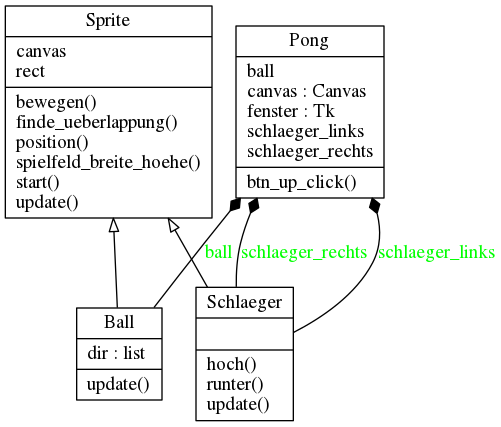 Sprite
canvas
rect
bewegen()
finde_ueberlappung()
position()
spielfeld_breite_hoehe()
start()
update()
Pong
ball
canvas : Canvas
fenster : Tk
schlaeger_links
schlaeger_rechts
btn_up_click()
ball
schlaeger_rechts
schlaeger_links
Ball
dir : list
update()
Schlaeger
hoch()
runter()
update()